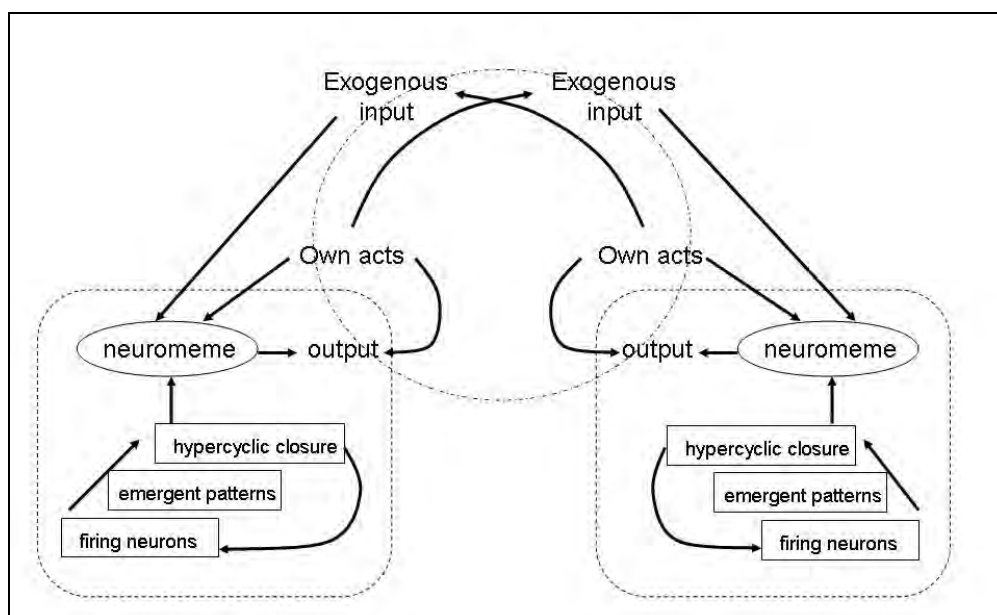 Exogenous
input
Exogenous
input
Own acts
Own acts
neuromeme
output
output
neuromeme
hypercyclic closure
emergent patterns
firing neurons
hypercyclic closure
emergent patterns
firing neurons